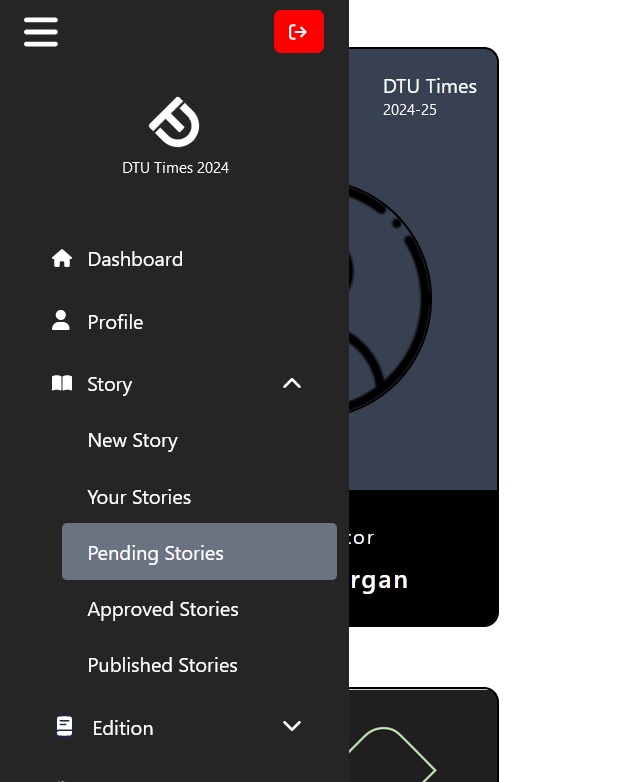 DTU Times 2024
Dashboard
Profile
Story
New Story
Your Stories
Pending Stories
Approved Stories
Published Stories
Edition
DTU Times
2024-25
tor
rgan